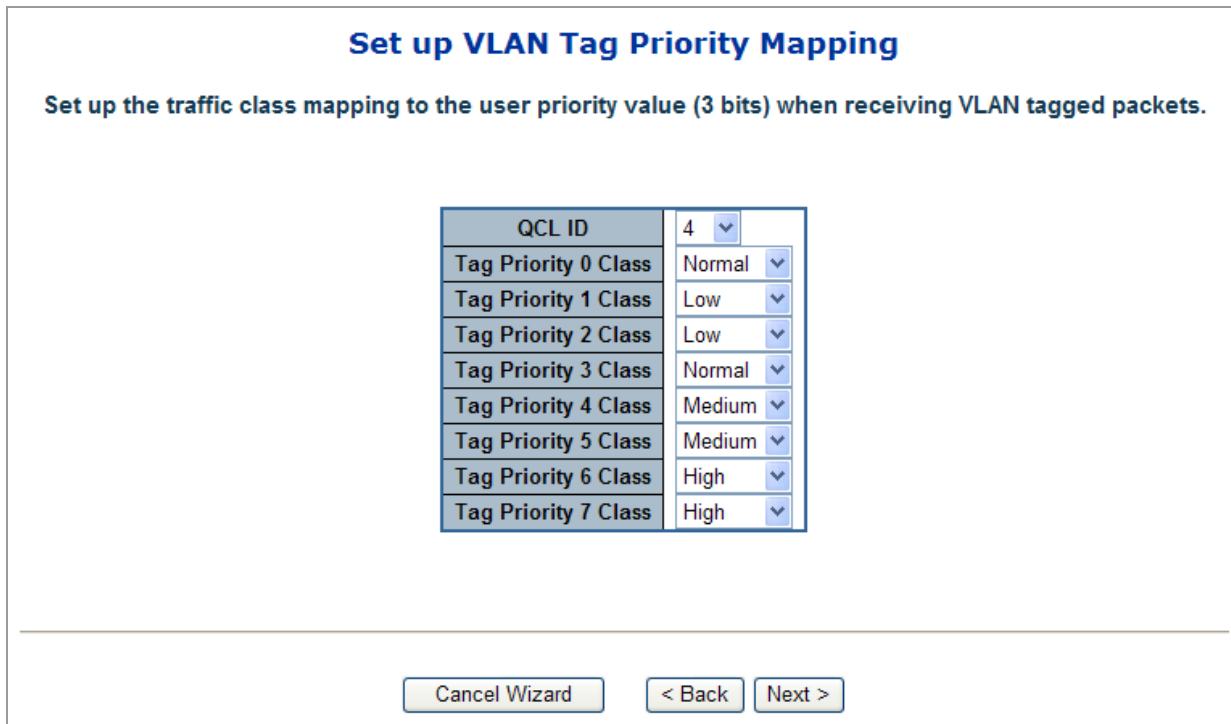 Set up VLAN Tag Priority Mapping
Set up the traffic class mapping to the user priority value (3 bits) when receiving VLAN tagged packets.
QCL ID 4
Tag Priority 0 Class Normal
Tag Priority 1 Class Low
Tag Priority 2 Class Low
Tag Priority 3 Class Normal
Tag Priority 4 Class Medium
Tag Priority 5 Class Medium
Tag Priority 6 Class High
Tag Priority 7 Class High
Cancel Wizard < Back Next >